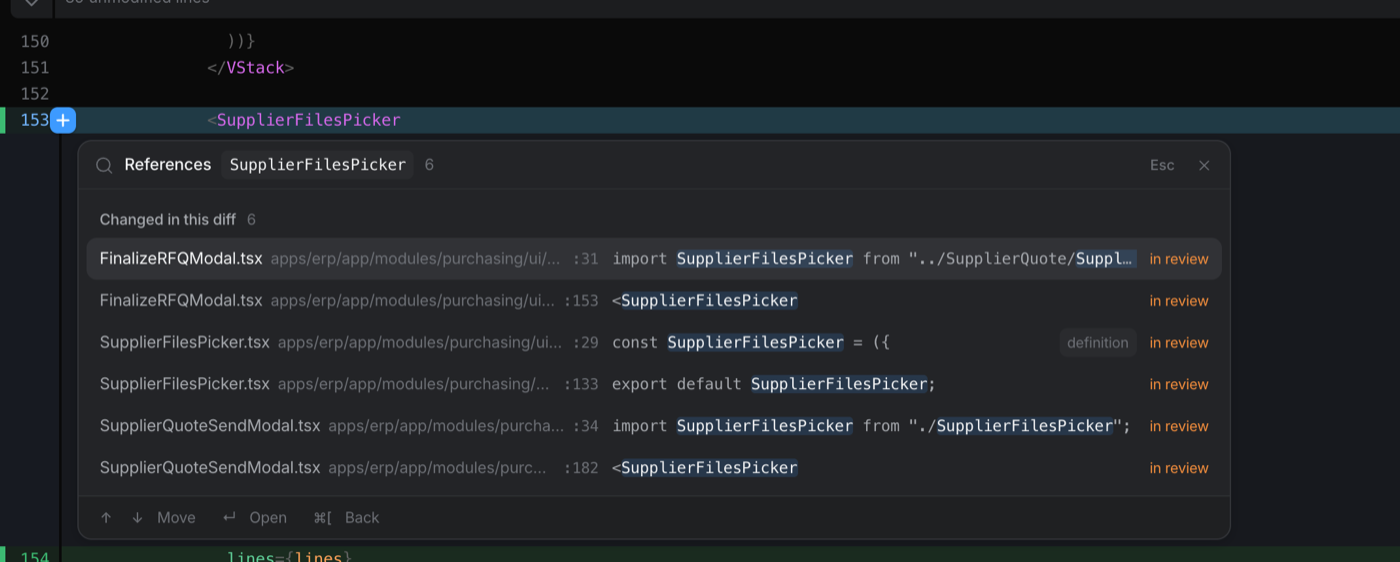 150 ))}
151 </VStack>
152
153 + <SupplierFilesPicker
References SupplierFilesPicker 6 Esc ×
Changed in this diff 6
FinalizeRFQModal.tsx apps/erp/app/modules/purchasing/ui/... :31 import SupplierFilesPicker from "../SupplierQuote/Suppl… in review
FinalizeRFQModal.tsx apps/erp/app/modules/purchasing/ui... :153 <SupplierFilesPicker in review
SupplierFilesPicker.tsx apps/erp/app/modules/purchasing/ui... :29 const SupplierFilesPicker = ({ definition in review
SupplierFilesPicker.tsx apps/erp/app/modules/purchasing/... :133 export default SupplierFilesPicker; in review
SupplierQuoteSendModal.tsx apps/erp/app/modules/purcha... :34 import SupplierFilesPicker from "./SupplierFilesPicker"; in review
SupplierQuoteSendModal.tsx apps/erp/app/modules/purc... :182 <SupplierFilesPicker in review
↑ ↓ Move ↵ Open ⌘[ Back
154 lines={lines}